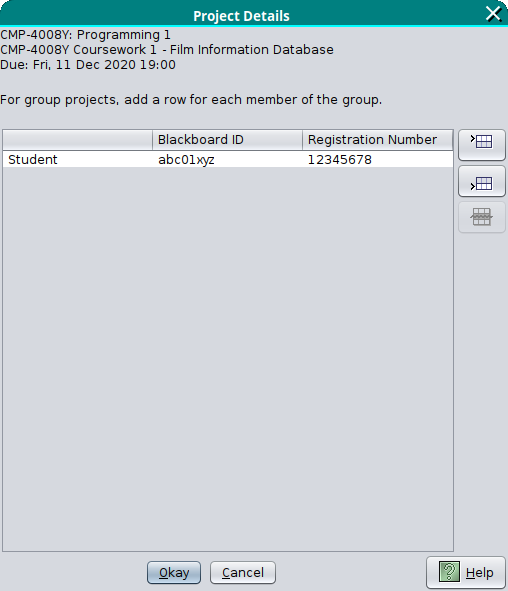 Project Details
CMP-4008Y: Programming 1
CMP-4008Y Coursework 1 - Film Information Database
Due: Fri, 11 Dec 2020 19:00
For group projects, add a row for each member of the group.
Blackboard ID Registration Number
Student abc01xyz 12345678
Okay Cancel Help